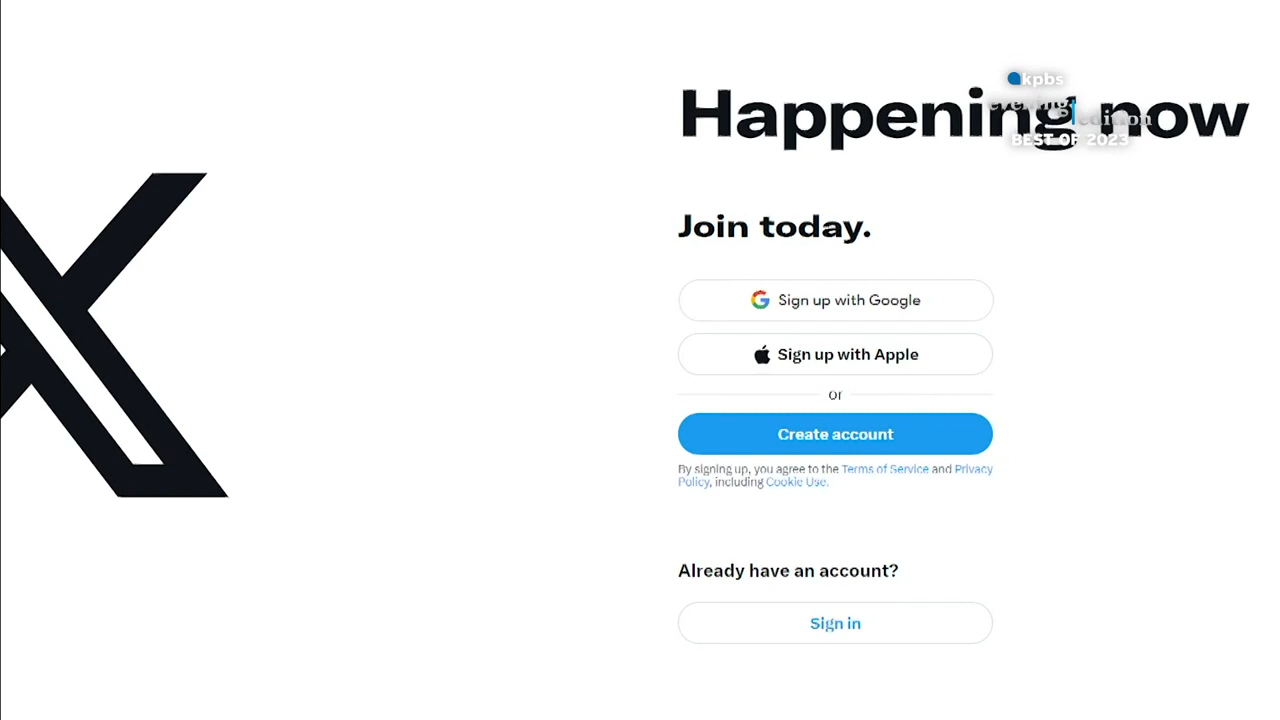 Happening now
kpbs
evening edition
BEST OF 2023
Join today.
Sign up with Google
Sign up with Apple
or
Create account
By signing up, you agree to the Terms of Service and Privacy
Policy, including Cookie Use.
Already have an account?
Sign in